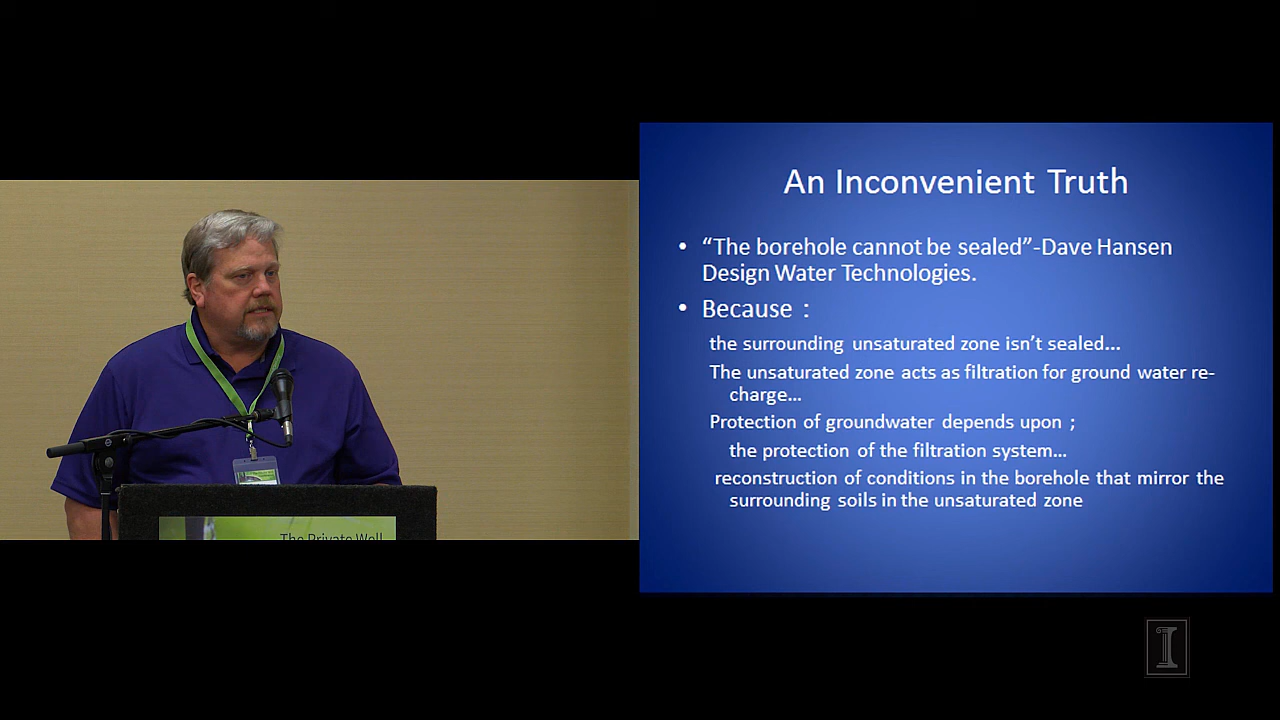 An Inconvenient Truth
• “The borehole cannot be sealed”-Dave Hansen
Design Water Technologies.
• Because :
the surrounding unsaturated zone isn’t sealed...
The unsaturated zone acts as filtration for ground water re-
charge...
Protection of groundwater depends upon ;
the protection of the filtration system...
reconstruction of conditions in the borehole that mirror the
surrounding soils in the unsaturated zone
The Private Well
I